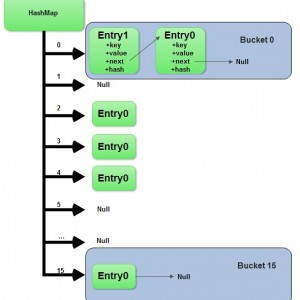 HashMap
0
Entry1
+key
+value
+next
+hash
Entry0
+key
+value
+next
+hash
Bucket 0
Null
1
Null
2
Entry0
3
Entry0
4
Entry0
5
Null
...
Null
15
Bucket 15
Entry0
Null